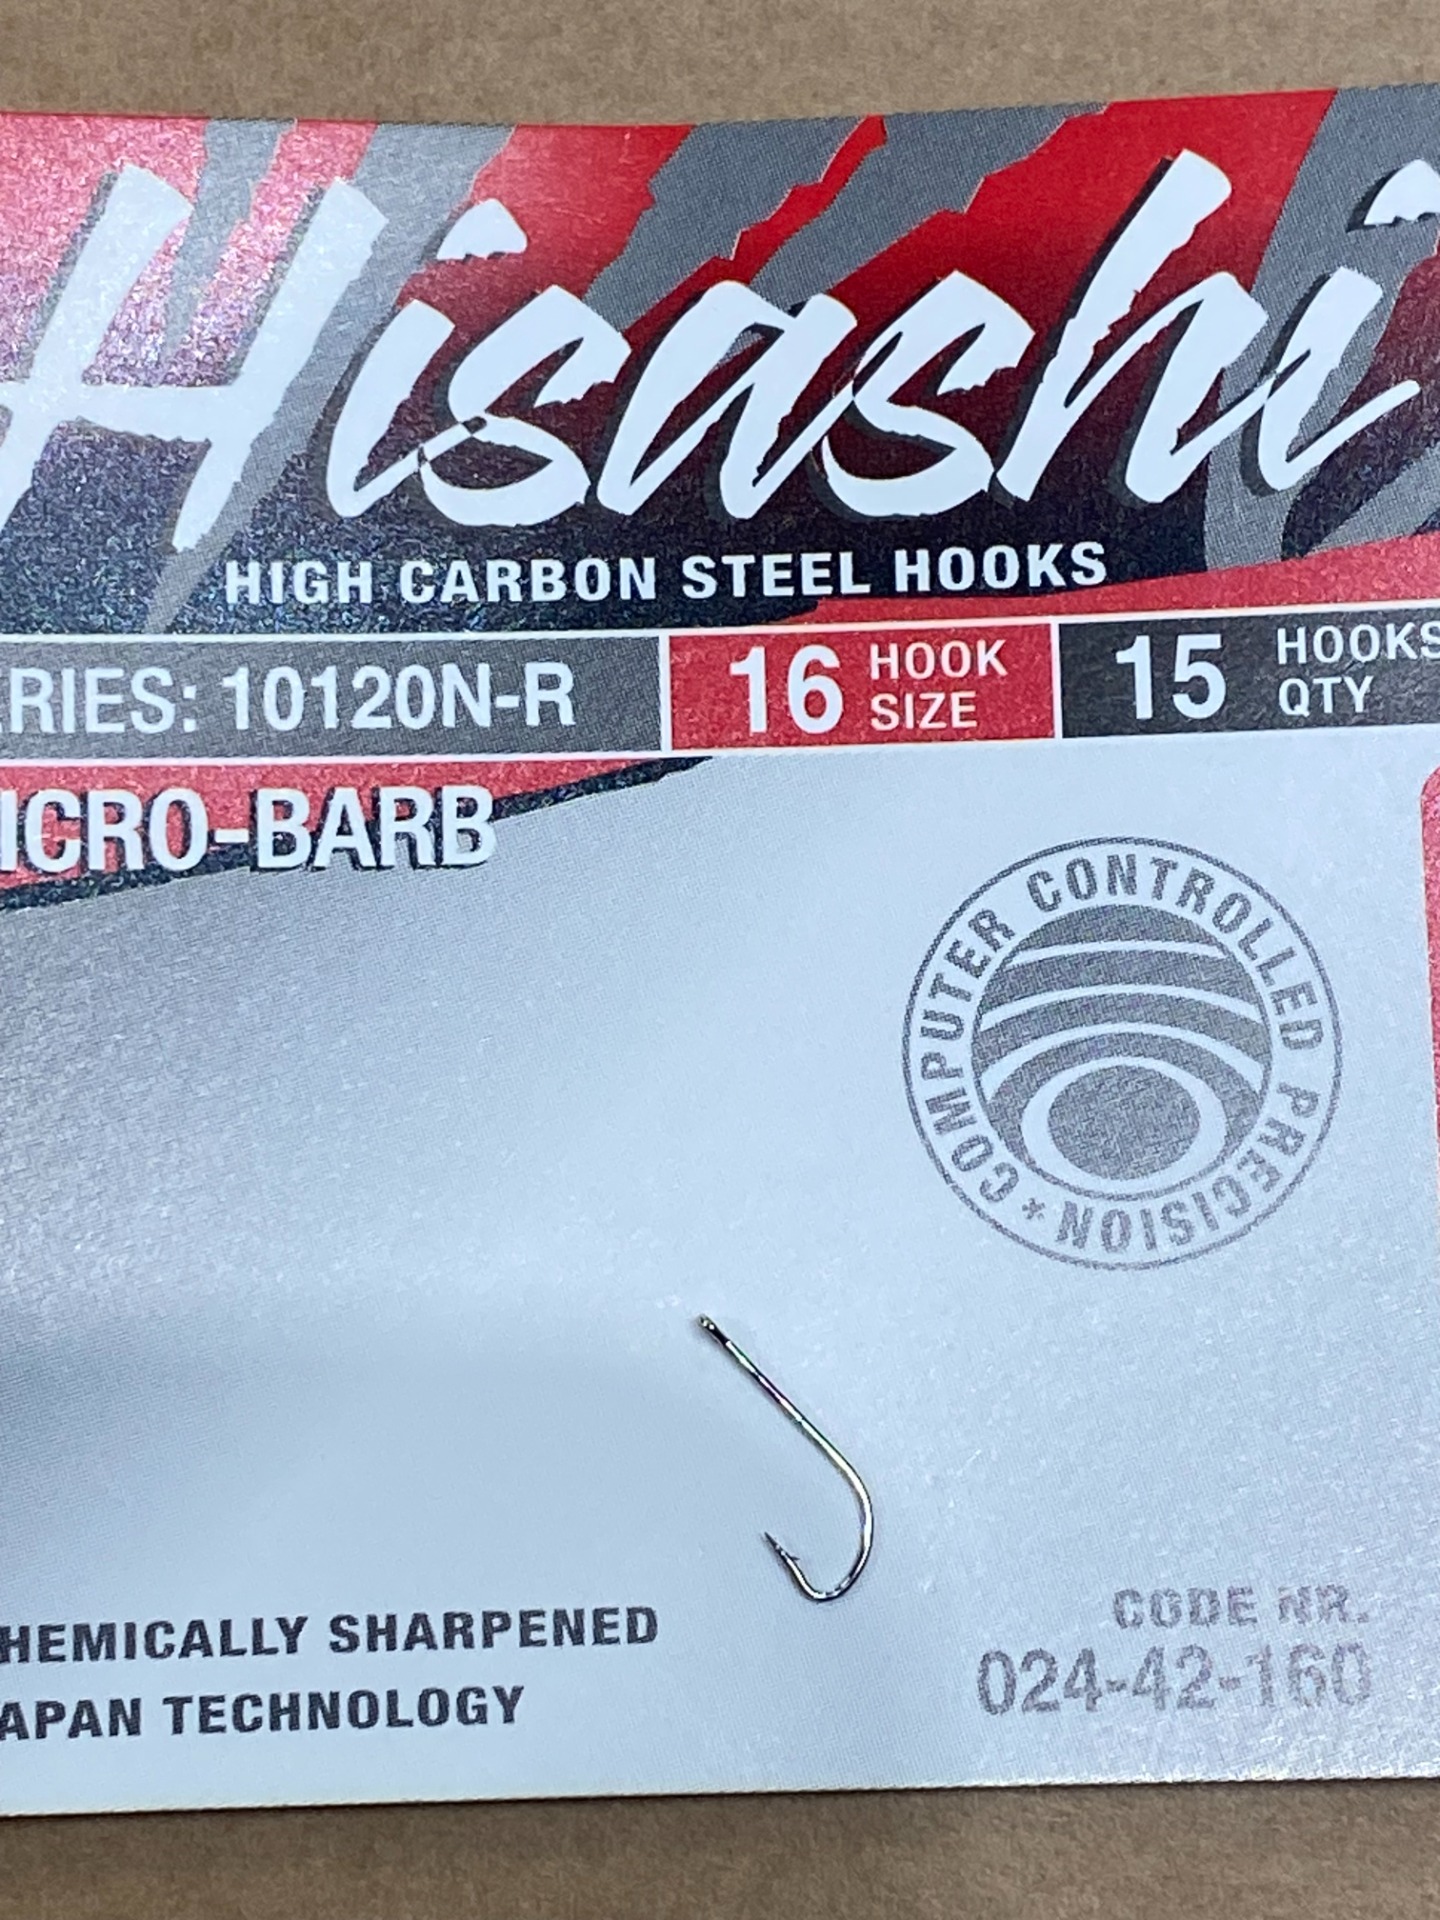 Hisashi
HIGH CARBON STEEL HOOKS
ERIES: 10120N-R
16 HOOK SIZE
15 HOOKS QTY
ICRO-BARB
COMPUTER CONTROLLED PRECISION *
HEMICALLY SHARPENED
APAN TECHNOLOGY
CODE NR.
024-42-160